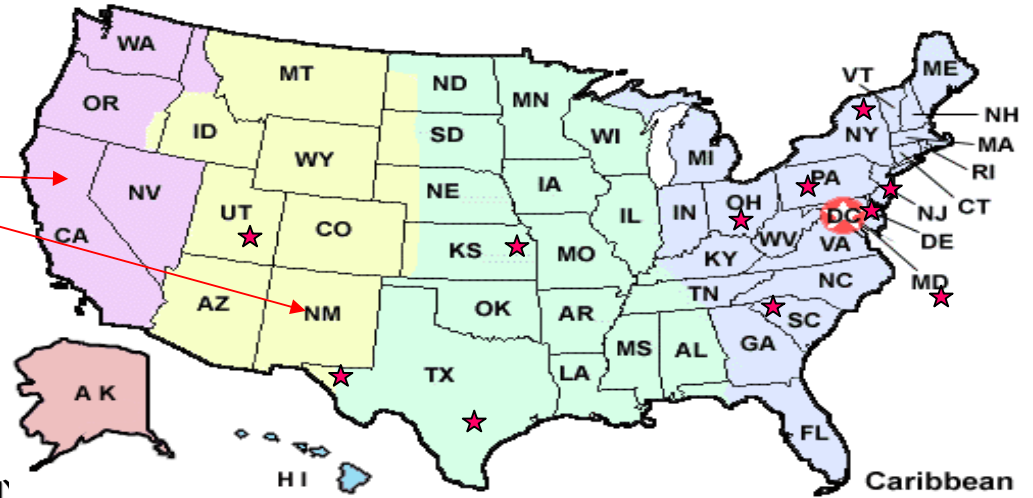 WA
MT
ND
MN
VT
ME
OR
ID
SD
WI
NY
NH
MA
WY
MI
RI
NV
NE
IA
PA
CT
UT
CO
IL
IN
OH
NJ
CA
KS
MO
WV
DC
DE
KY
VA
MD
AZ
NM
OK
AR
TN
NC
SC
MS
AL
GA
TX
LA
A K
FL
H I
Caribbean